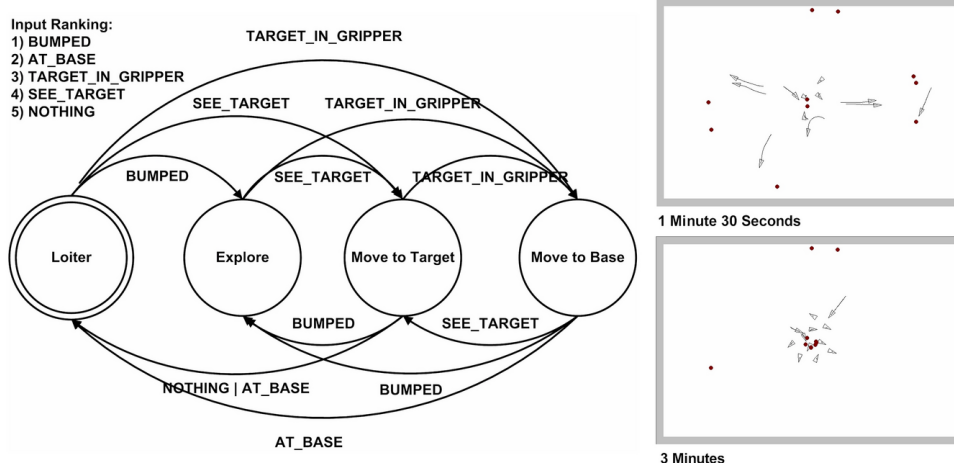 Input Ranking:
1) BUMPED
2) AT_BASE
3) TARGET_IN_GRIPPER
4) SEE_TARGET
5) NOTHING
TARGET_IN_GRIPPER
SEE_TARGET
TARGET_IN_GRIPPER
BUMPED
SEE_TARGET
TARGET_IN_GRIPPER
Loiter
Explore
Move to Target
Move to Base
BUMPED
SEE_TARGET
NOTHING | AT_BASE
BUMPED
AT_BASE
1 Minute 30 Seconds
3 Minutes